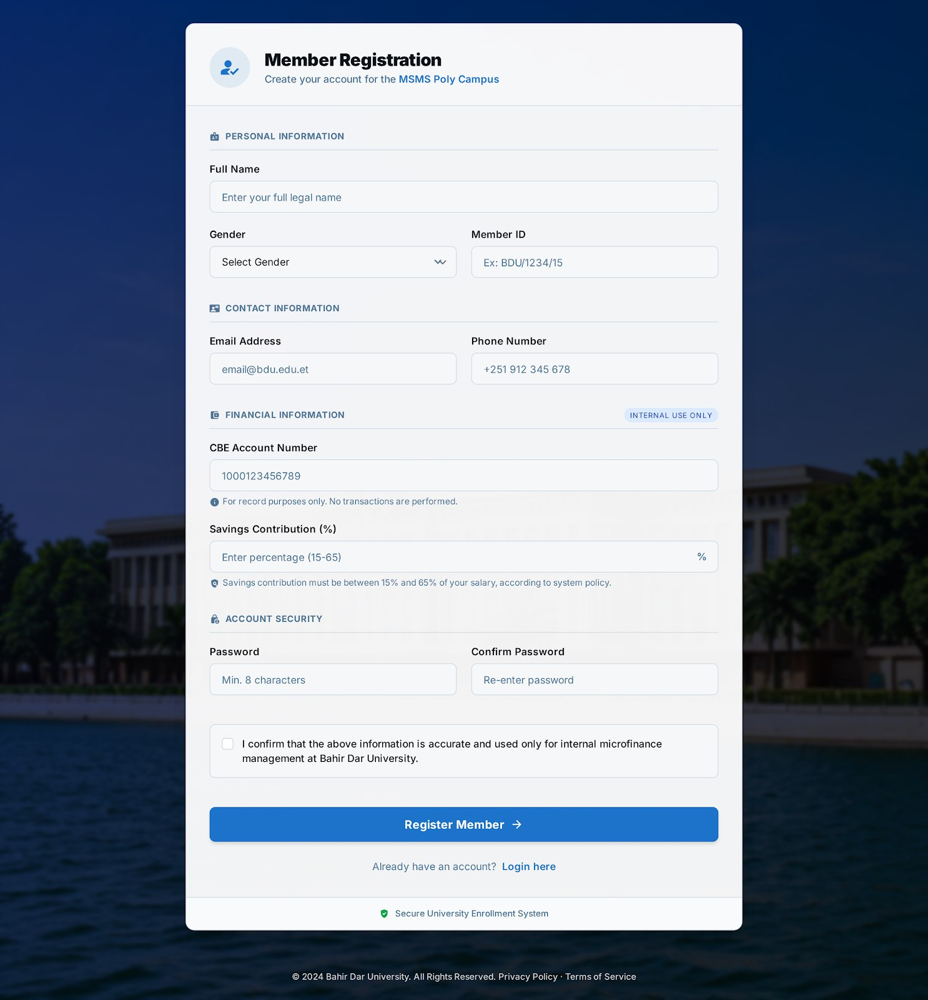 Member Registration
Create your account for the MSMS Poly Campus
PERSONAL INFORMATION
Full Name
Enter your full legal name
Gender
Member ID
Select Gender
Ex: BDU/1234/15
CONTACT INFORMATION
Email Address
Phone Number
email@bdu.edu.et
+251 912 345 678
FINANCIAL INFORMATION
INTERNAL USE ONLY
CBE Account Number
1000123456789
For record purposes only. No transactions are performed.
Savings Contribution (%)
Enter percentage (15-65)
%
Savings contribution must be between 15% and 65% of your salary, according to system policy.
ACCOUNT SECURITY
Password
Confirm Password
Min. 8 characters
Re-enter password
I confirm that the above information is accurate and used only for internal microfinance
management at Bahir Dar University.
Register Member →
Already have an account? Login here
Secure University Enrollment System
© 2024 Bahir Dar University. All Rights Reserved. Privacy Policy · Terms of Service